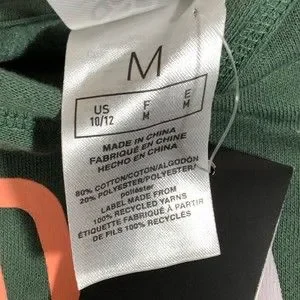 M
US 10/12
F M
E M
MADE IN CHINA
FABRIQUÉ EN CHINE
HECHO EN CHINA
80% COTTON/COTON/ALGODÓN
20% POLYESTER/POLYESTER/
poliéster
LABEL MADE FROM
100% RECYCLED YARNS
ÉTIQUETTE FABRIQUÉE À PARTIR
DE FILS 100% RECYCLÉS